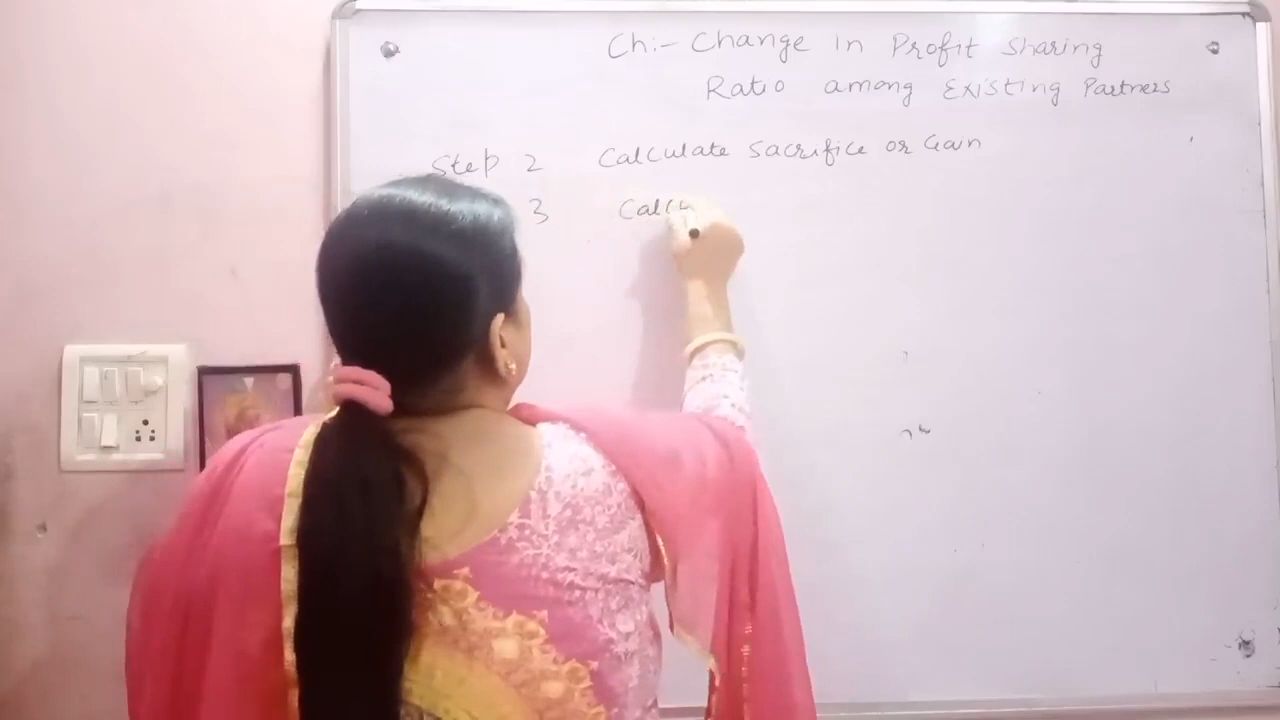 Ch:- Change in Profit Sharing
Ratio among Existing Partners
Step 2 Calculate Sacrifice or Gain
3 Calcu